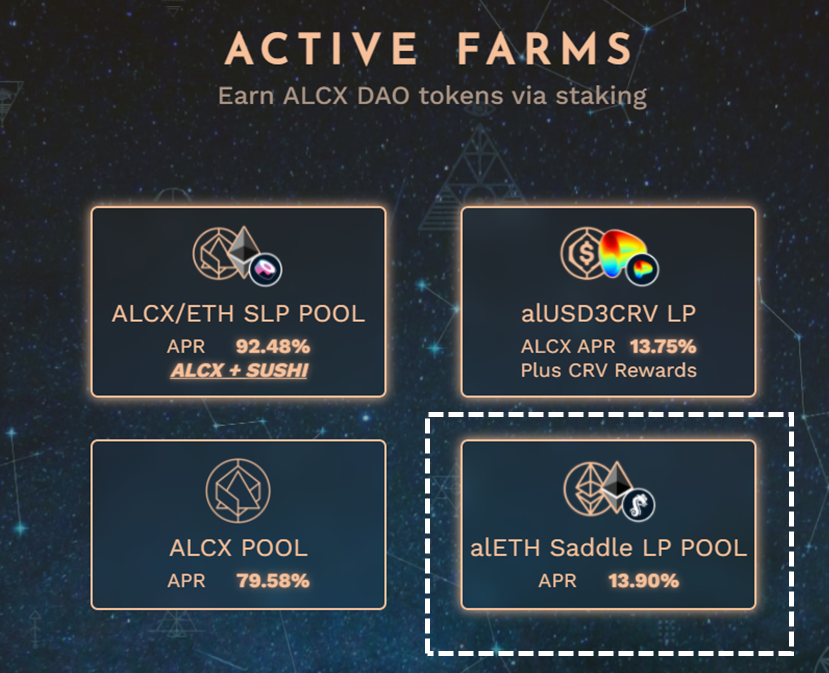 ACTIVE FARMS
Earn ALCX DAO tokens via staking
ALCX/ETH SLP POOL
APR 92.48%
ALCX + SUSHI
alUSD3CRV LP
ALCX APR 13.75%
Plus CRV Rewards
ALCX POOL
APR 79.58%
alETH Saddle LP POOL
APR 13.90%